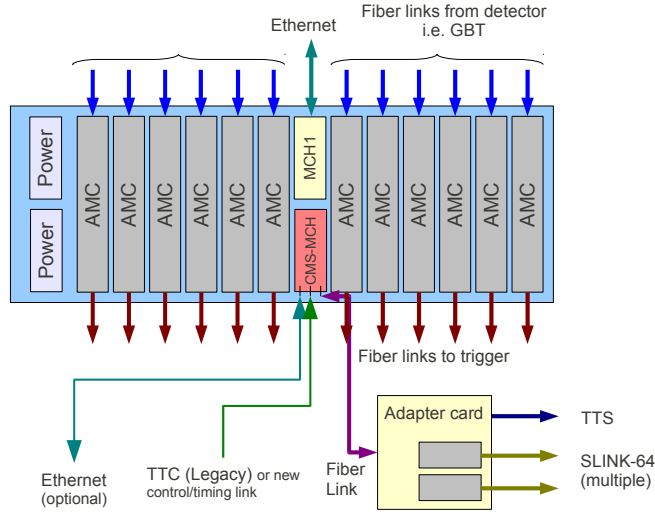 Ethernet
Fiber links from detector
i.e. GBT
Power
AMC
AMC
AMC
AMC
AMC
AMC
MCH1
AMC
AMC
AMC
AMC
AMC
AMC
Power
CMS-MCH
Fiber links to trigger
Adapter card
TTS
SLINK-64
(multiple)
Fiber
Link
TTC (Legacy) or new
control/timing link
Ethernet
(optional)